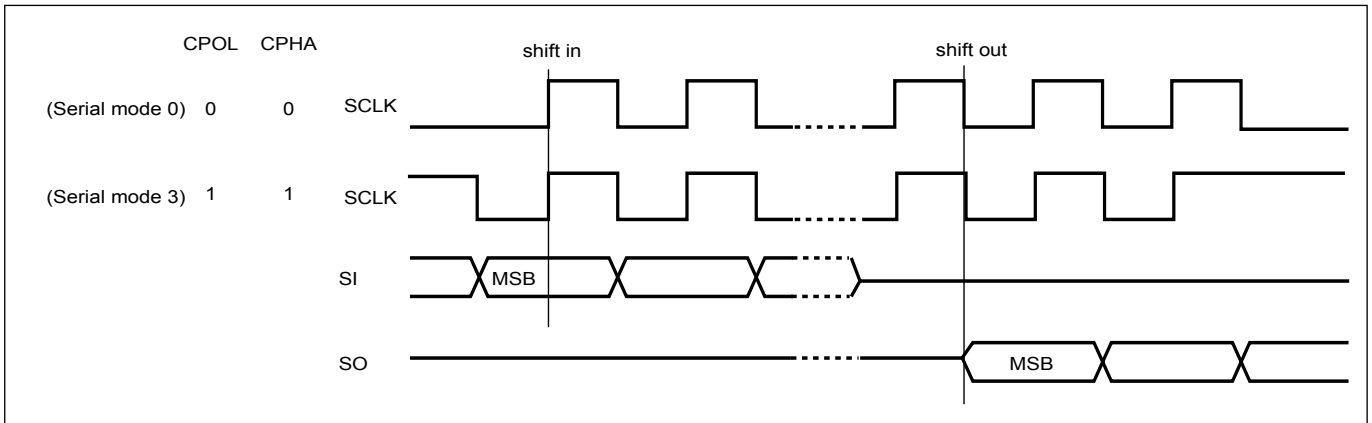 CPOL CPHA
shift in
shift out
(Serial mode 0) 0 0 SCLK
(Serial mode 3) 1 1 SCLK
SI MSB
SO MSB